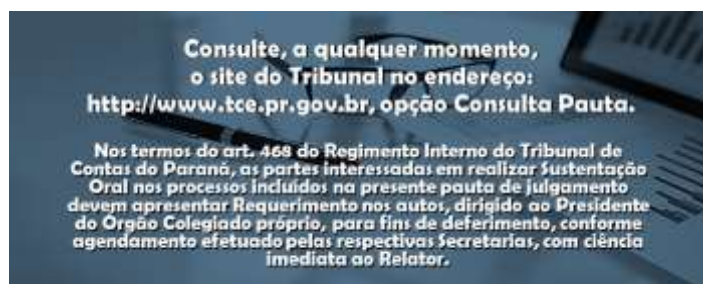 Consulte, a qualquer momento,
o site do Tribunal no endereço:
http://www.tce.pr.gov.br, opção Consulta Pauta.
Nos termos do art. 468 do Regimento Interno do Tribunal de
Contas do Paraná, as partes interessadas em realizar Sustentação
Oral nos processos incluídos na presente pauta de julgamento
devem apresentar Requerimento nos autos, dirigido ao Presidente
do Órgão Colegiado próprio, para fins de deferimento, conforme
agendamento efetuado pelas respectivas Secretarias, com ciência
imediata ao Relator.